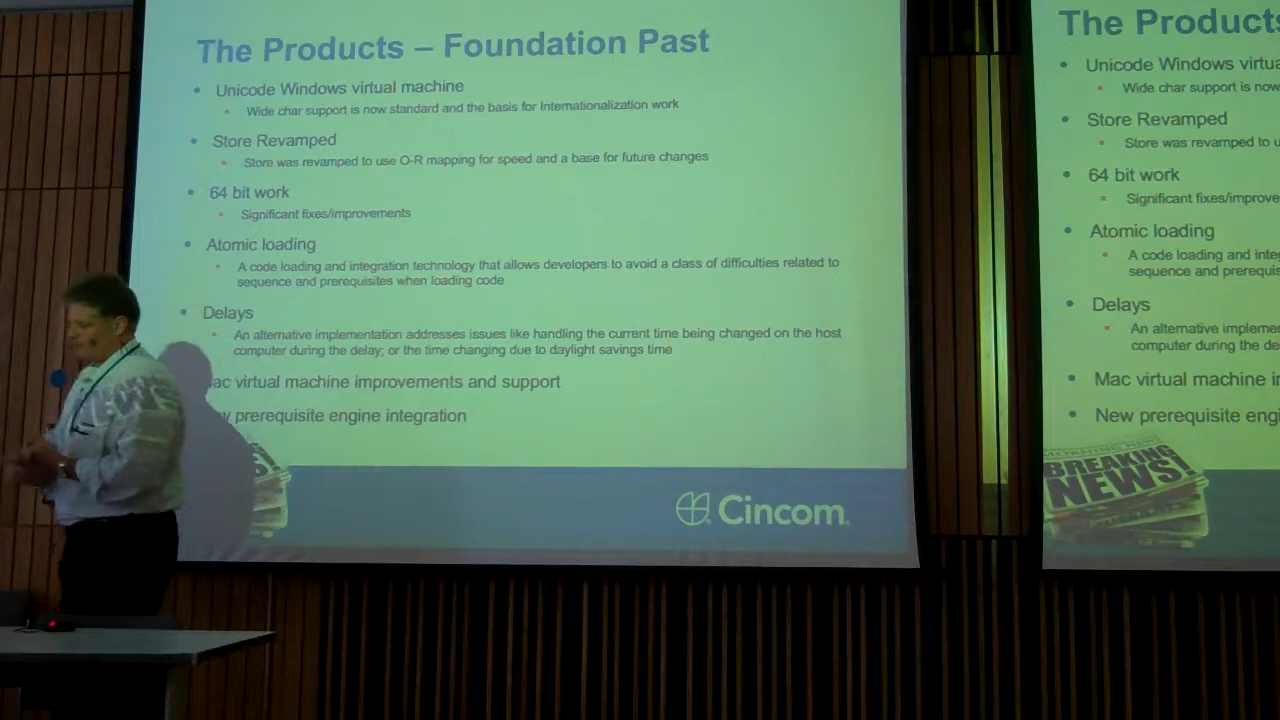 The Products – Foundation Past
• Unicode Windows virtual machine
• Wide char support is now standard and the basis for Internationalization work
• Store Revamped
• Store was revamped to use O-R mapping for speed and a base for future changes
• 64 bit work
• Significant fixes/improvements
• Atomic loading
• A code loading and integration technology that allows developers to avoid a class of difficulties related to
sequence and prerequisites when loading code
• Delays
• An alternative implementation addresses issues like handling the current time being changed on the host
computer during the delay; or the time changing due to daylight savings time
ac virtual machine improvements and support
w prerequisite engine integration
S!
Cincom
EWS
The Products
• Unicode Windows virtua
• Wide char support is now
• Store Revamped
• Store was revamped to u
• 64 bit work
• Significant fixes/improve
• Atomic loading
• A code loading and inte
sequence and prerequis
• Delays
• An alternative impleme
computer during the de
• Mac virtual machine i
• New prerequisite engi
MORNING NEWS
BREAKING
NEWS!